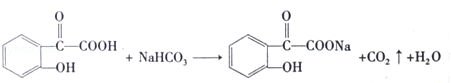 O O
C—COOH + NaHCO₃ ⟶ C—COONa +CO₂↑+H₂O
OH OH